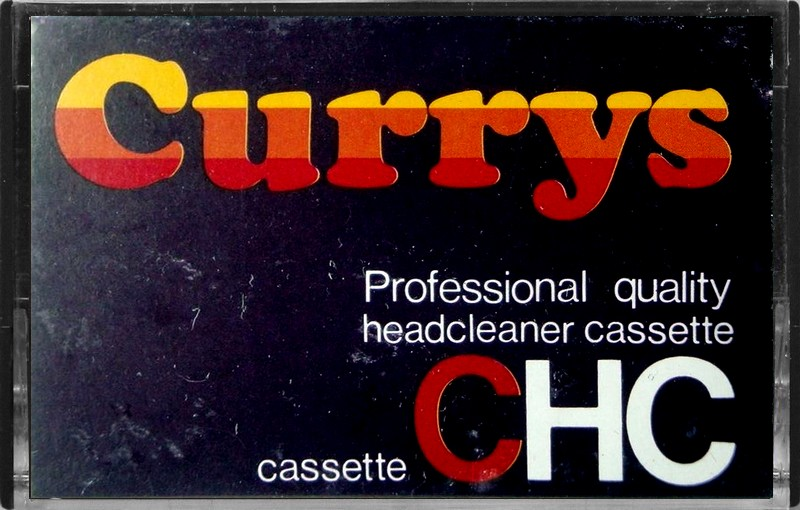 Currys
Professional quality
headcleaner cassette
cassette CHC